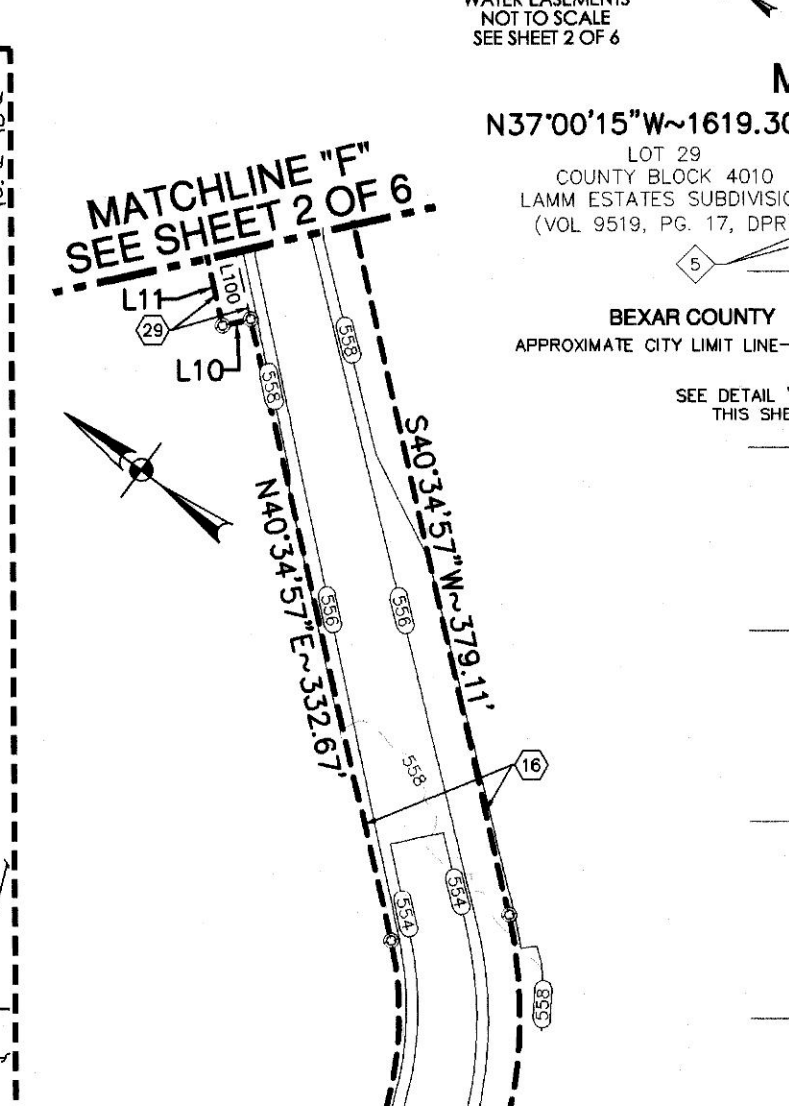 WATER EASEMENTS
NOT TO SCALE
SEE SHEET 2 OF 6
N37°00'15"W~1619.30
LOT 29
COUNTY BLOCK 4010
LAMM ESTATES SUBDIVISIO
(VOL 9519, PG. 17, DPR
5
BEXAR COUNTY
APPROXIMATE CITY LIMIT LINE
SEE DETAIL
THIS SHE
MATCHLINE "F"
SEE SHEET 2 OF 6
L11
L100
29
L10
558
558
S40°34'57"W~379.11'
N40°34'57"E~332.67'
556
556
558
16
554
554
558